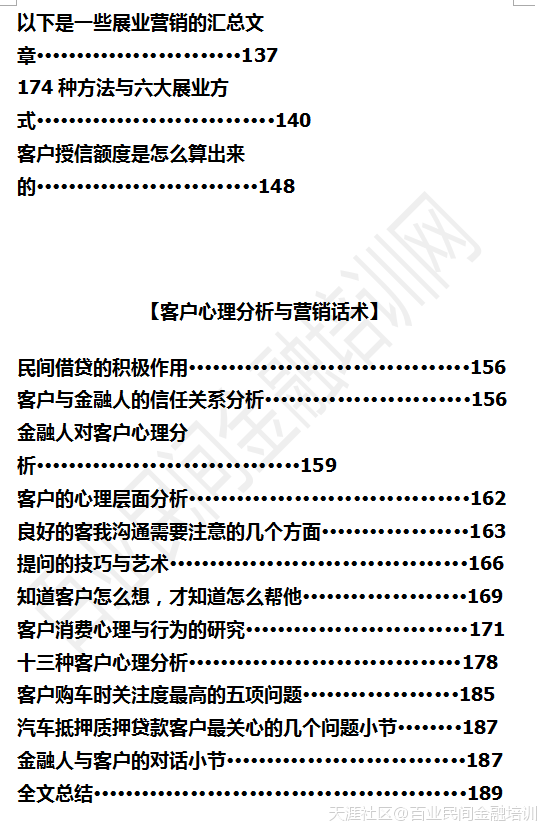 以下是一些展业营销的汇总文
章••••••••••••••••••••••••••137
174 种方法与六大展业方
式••••••••••••••••••••••••••••••140
客户授信额度是怎么算出来
的••••••••••••••••••••••••••••148
【客户心理分析与营销话术】
民间借贷的积极作用•••••••••••••••••••••••••••••••••••156
客户与金融人的信任关系分析••••••••••••••••••••••••••156
金融人对客户心理分
析•••••••••••••••••••••••••••••••••159
客户的心理层面分析•••••••••••••••••••••••••••••••••••162
良好的客我沟通需要注意的几个方面••••••••••••••••••163
提问的技巧与艺术•••••••••••••••••••••••••••••••••••••166
知道客户怎么想，才知道怎么帮他•••••••••••••••••••••169
客户消费心理与行为的研究••••••••••••••••••••••••••••171
十三种客户心理分析••••••••••••••••••••••••••••••••••178
客户购车时关注度最高的五项问题•••••••••••••••••••185
汽车抵押质押贷款客户最关心的几个问题小节••••••••187
金融人与客户的对话小节••••••••••••••••••••••••••••••187
全文总结••••••••••••••••••••••••••••••••••••••••••••••189
百业民间金融培训网
天涯社区@百业民间金融培训